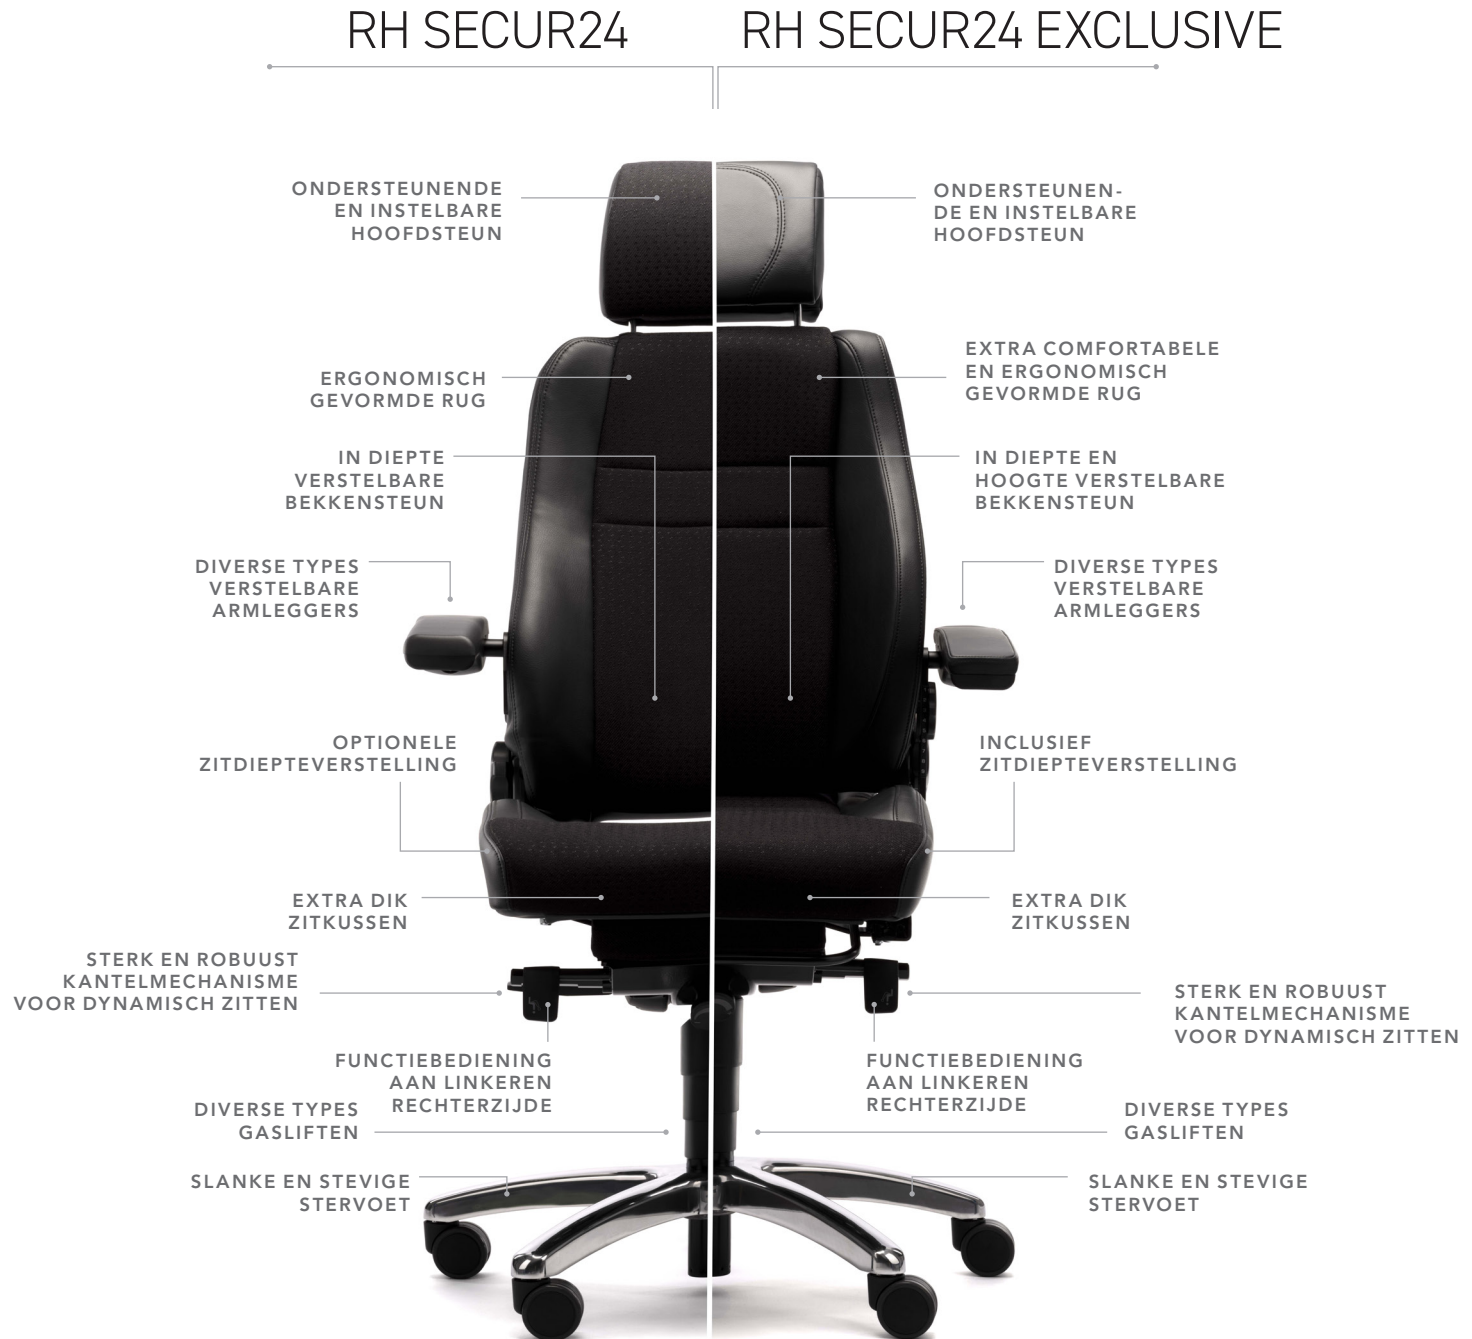 RH SECUR24
RH SECUR24 EXCLUSIVE
ONDERSTEUNENDE
EN INSTELBARE
HOOFDSTEUN
ONDERSTEUNEN-
DE EN INSTELBARE
HOOFDSTEUN
ERGONOMISCH
GEVORMDE RUG
EXTRA COMFORTABELE
EN ERGONOMISCH
GEVORMDE RUG
IN DIEPTE
VERSTELBARE
BEKKENSTEUN
IN DIEPTE EN
HOOGTE VERSTELBARE
BEKKENSTEUN
DIVERSE TYPES
VERSTELBARE
ARMLEGGERS
DIVERSE TYPES
VERSTELBARE
ARMLEGGERS
OPTIONELE
ZITDIEPTEVERSTELLING
INCLUSIEF
ZITDIEPTEVERSTELLING
EXTRA DIK
ZITKUSSEN
EXTRA DIK
ZITKUSSEN
STERK EN ROBUUST
KANTELMECHANISME
VOOR DYNAMISCH ZITTEN
STERK EN ROBUUST
KANTELMECHANISME
VOOR DYNAMISCH ZITTEN
FUNCTIEBEDIENING
AAN LINKEREN
RECHTERZIJDE
FUNCTIEBEDIENING
AAN LINKEREN
RECHTERZIJDE
DIVERSE TYPES
GASLIFTEN
DIVERSE TYPES
GASLIFTEN
SLANKE EN STEVIGE
STERVOET
SLANKE EN STEVIGE
STERVOET